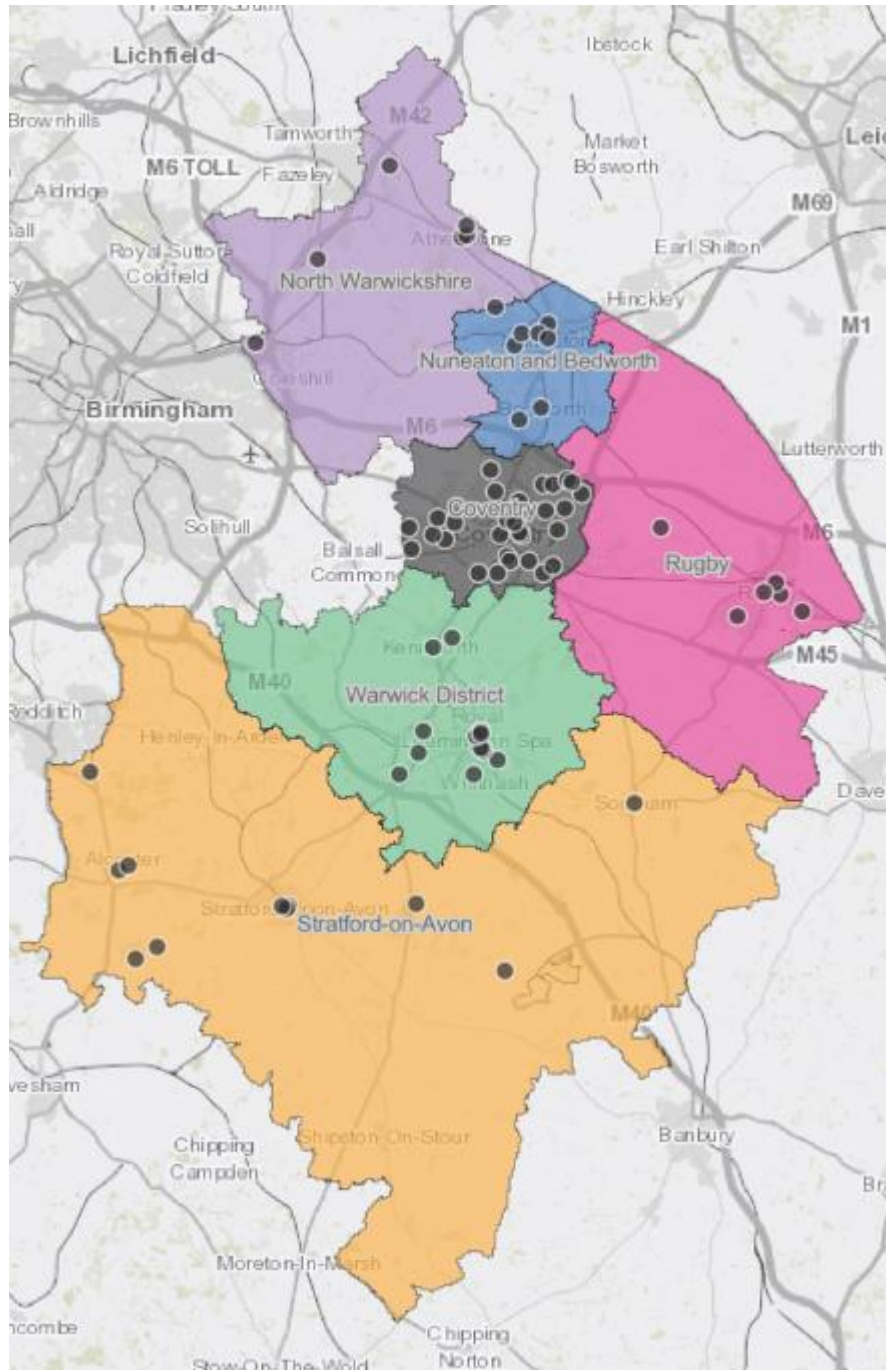 Lichfield
Ibstock
Brownhills
M42
Tamworth
Market
Bosworth
M6 TOLL
Fazeley
Aldridge
M69
Royal Sutton
Coldfield
Earl Shilton
North Warwickshire
Hinckley
M1
Nuneaton and Bedworth
Coleshill
Birmingham
M6
Lutterworth
Coventry
Solihull
M6
Balsall
Common
Rugby
Kenilworth
M45
M40
Warwick District
Redditch
Royal
Leamington Spa
Henley-In-Arden
Whitnash
Southam
Alcester
Stratford-upon-Avon
Stratford-on-Avon
M40
Shipston-On-Stour
Banbury
Chipping
Campden
Moreton-In-Marsh
Chipping
Norton
Stow-On-The-Wold